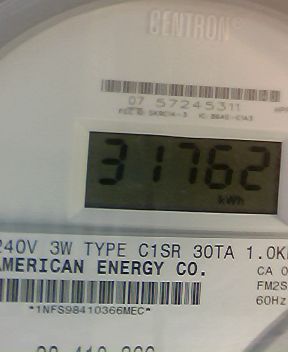 CENTRON®
07 57245311
31762
kWh
240V 3W TYPE C1SR 30TA 1.0K
AMERICAN ENERGY CO.
CA 0
FM2S
60Hz
*1NFS98410366MEC*